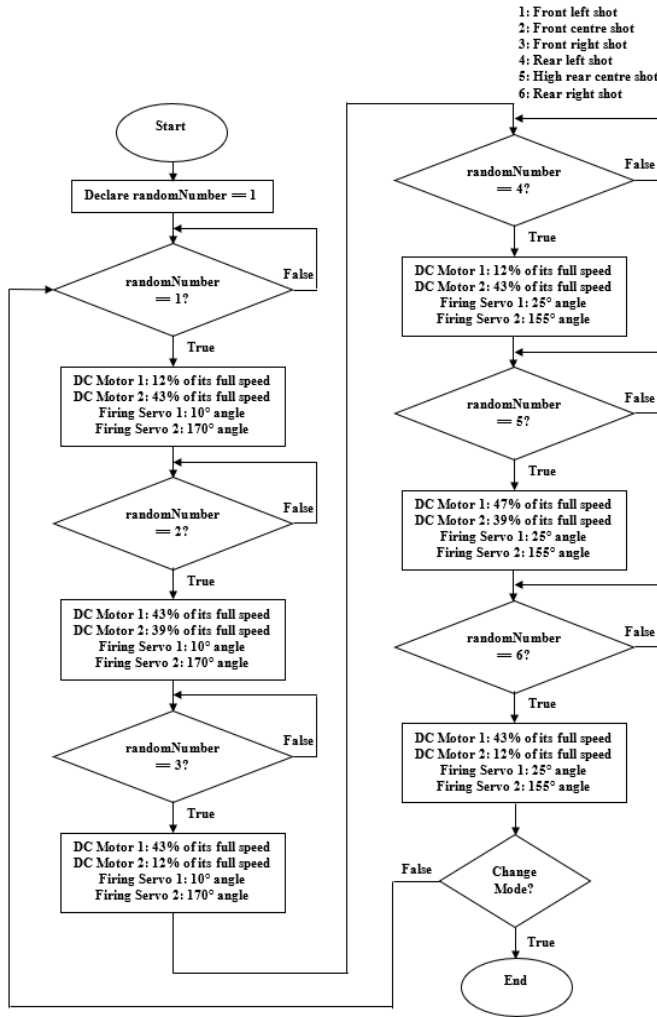 1: Front left shot
2: Front centre shot
3: Front right shot
4: Rear left shot
5: High rear centre shot
6: Rear right shot
Start
Declare randomNumber == 1
randomNumber
== 1?
False
True
DC Motor 1: 12% of its full speed
DC Motor 2: 43% of its full speed
Firing Servo 1: 10° angle
Firing Servo 2: 170° angle
randomNumber
== 2?
False
True
DC Motor 1: 43% of its full speed
DC Motor 2: 39% of its full speed
Firing Servo 1: 10° angle
Firing Servo 2: 170° angle
randomNumber
== 3?
False
True
DC Motor 1: 43% of its full speed
DC Motor 2: 12% of its full speed
Firing Servo 1: 10° angle
Firing Servo 2: 170° angle
randomNumber
== 4?
False
True
DC Motor 1: 12% of its full speed
DC Motor 2: 43% of its full speed
Firing Servo 1: 25° angle
Firing Servo 2: 155° angle
randomNumber
== 5?
False
True
DC Motor 1: 47% of its full speed
DC Motor 2: 39% of its full speed
Firing Servo 1: 25° angle
Firing Servo 2: 155° angle
randomNumber
== 6?
False
True
DC Motor 1: 43% of its full speed
DC Motor 2: 12% of its full speed
Firing Servo 1: 25° angle
Firing Servo 2: 155° angle
False
Change
Mode?
True
End